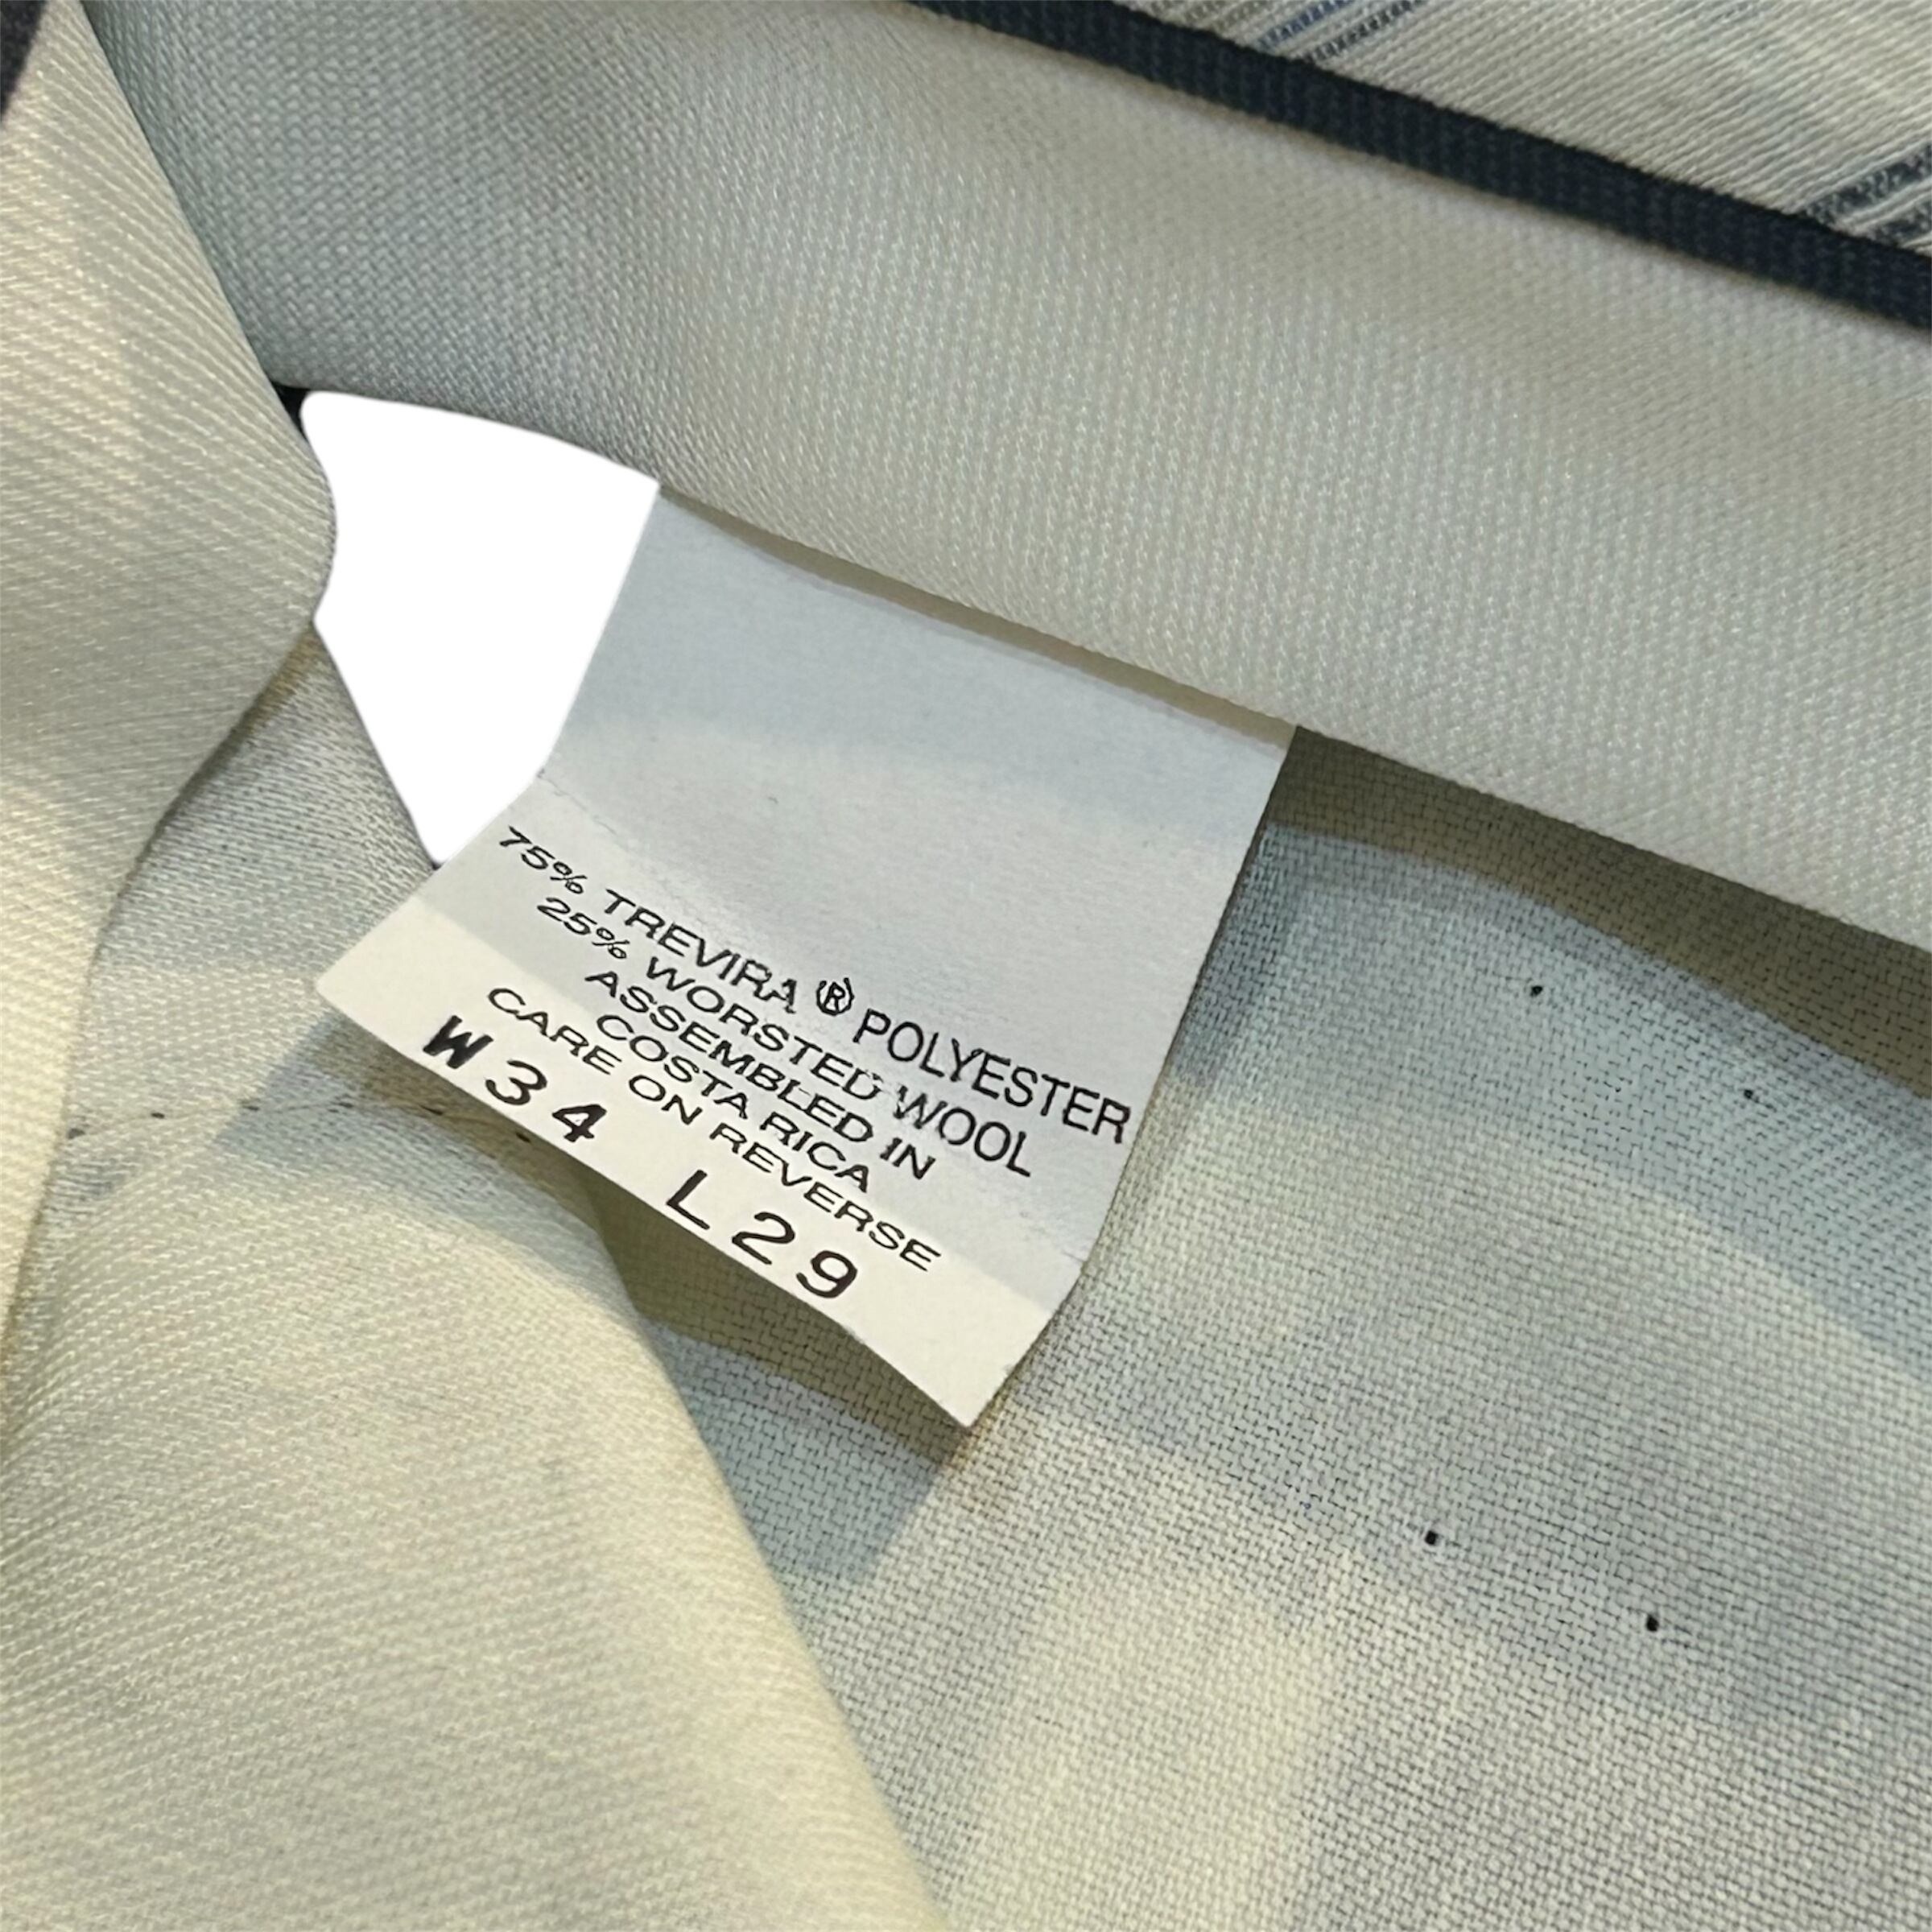 75% TREVIRA ® POLYESTER
25% WORSTED WOOL
ASSEMBLED IN
COSTA RICA
CARE ON REVERSE
W34 L29